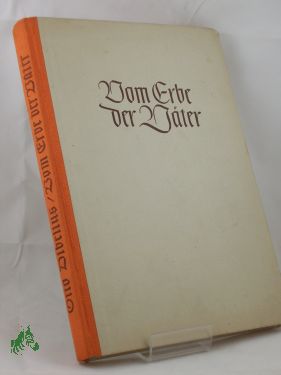 Vom Erbe
der Väter
Otto Dibelius / Vom Erbe der Väter